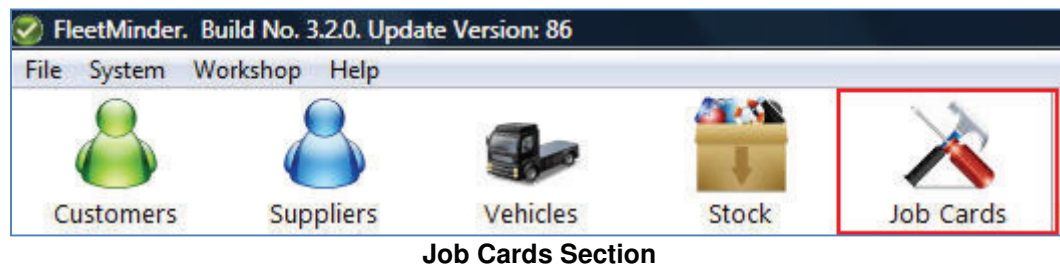 FleetMinder. Build No. 3.2.0. Update Version: 86
File System Workshop Help
Customers Suppliers Vehicles Stock Job Cards
Job Cards Section